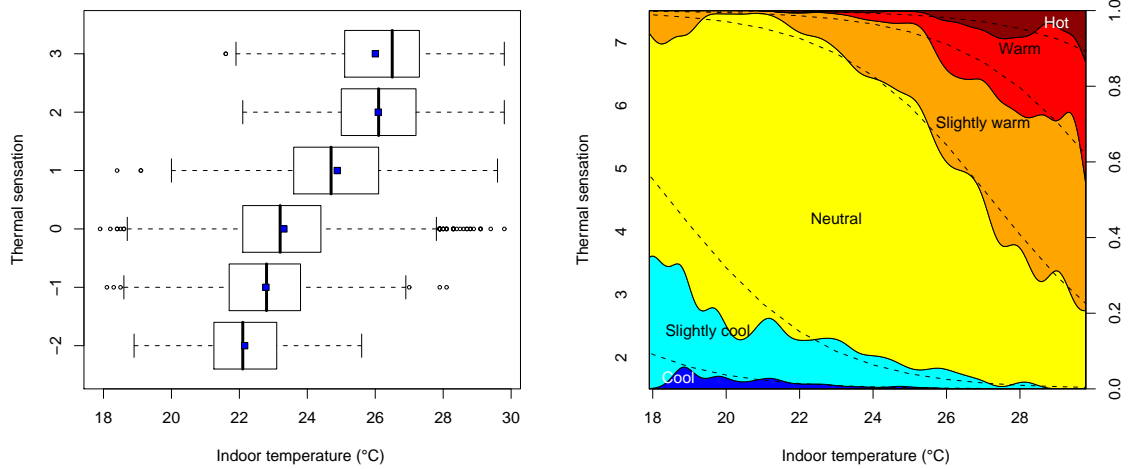 Thermal sensation
3
2
1
0
−1
−2
18 20 22 24 26 28 30
Indoor temperature (°C)
Thermal sensation
7
6
5
4
3
2
Hot
Warm
Slightly warm
Neutral
Slightly cool
Cool
1.0
0.8
0.6
0.4
0.2
0.0
18 20 22 24 26 28
Indoor temperature (°C)